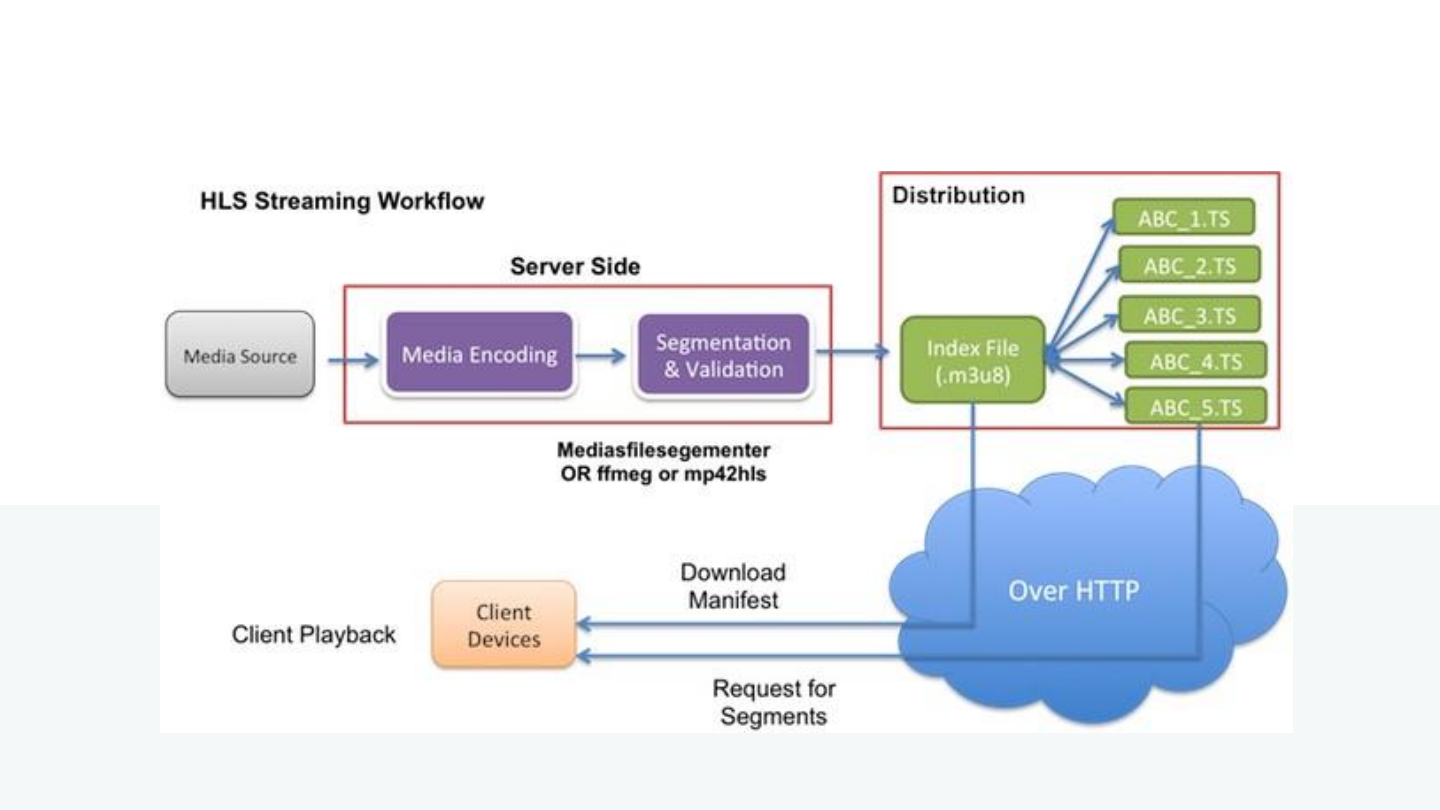 HLS Streaming Workflow
Distribution
ABC_1.TS
ABC_2.TS
ABC_3.TS
ABC_4.TS
ABC_5.TS
Server Side
Media Source
Media Encoding
Segmentation
& Validation
Index File
(.m3u8)
Mediasfilesegementer
OR ffmeg or mp42hls
Over HTTP
Download
Manifest
Client
Devices
Client Playback
Request for
Segments